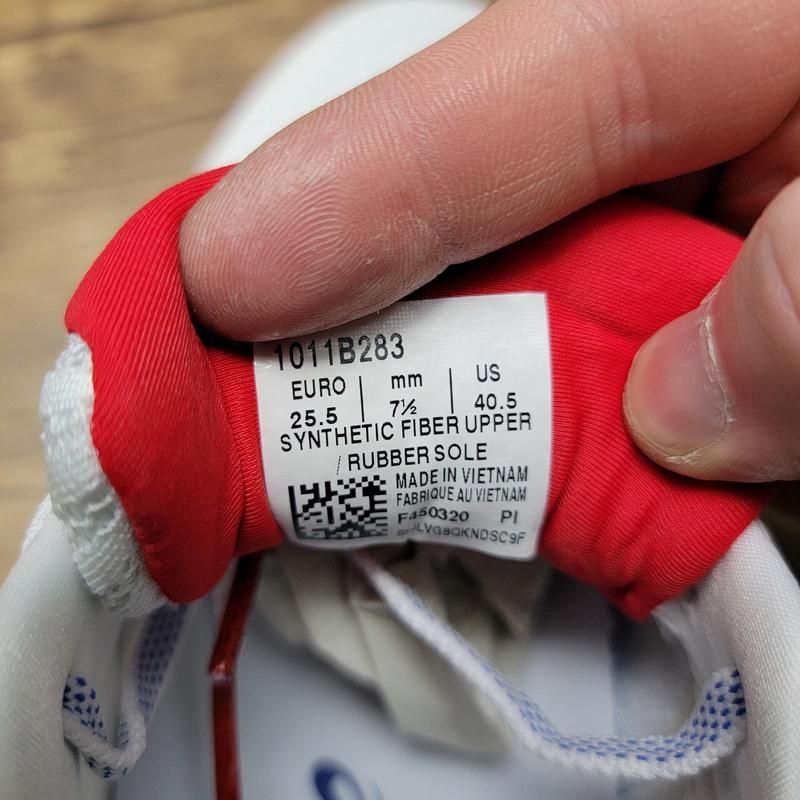 1011B283
EURO | mm | US
25.5 | 7½ | 40.5
SYNTHETIC FIBER UPPER
/ RUBBER SOLE
MADE IN VIETNAM
FABRIQUE AU VIETNAM
F450320 PI